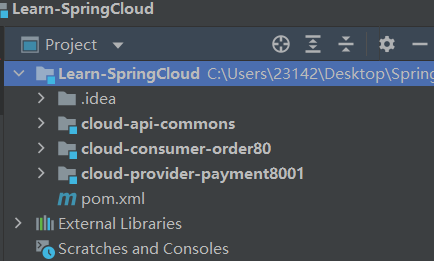 Learn-SpringCloud
Project
Learn-SpringCloud C:\Users\23142\Desktop\Spring
.idea
cloud-api-commons
cloud-consumer-order80
cloud-provider-payment8001
m pom.xml
External Libraries
Scratches and Consoles